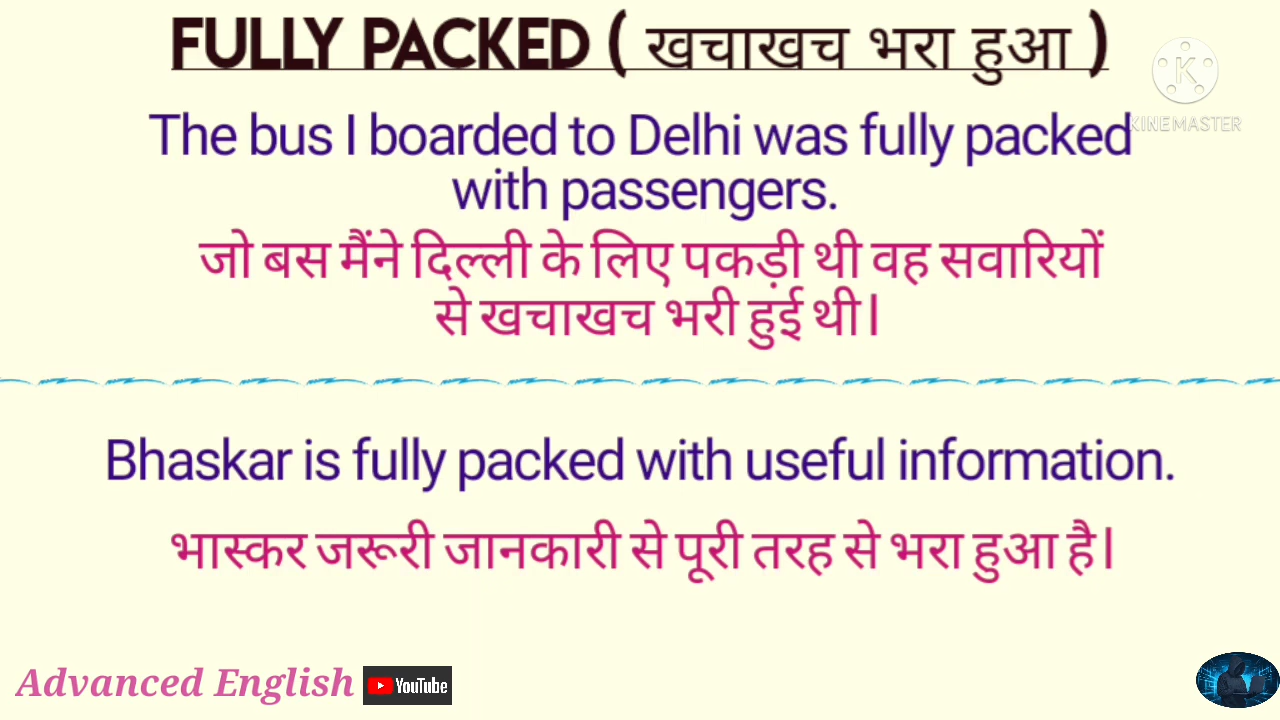 FULLY PACKED ( खचाखच भरा हुआ )
KINEMASTER
The bus I boarded to Delhi was fully packed
with passengers.
जो बस मैंने दिल्ली के लिए पकड़ी थी वह सवारियों
से खचाखच भरी हुई थी।
Bhaskar is fully packed with useful information.
भास्कर जरूरी जानकारी से पूरी तरह से भरा हुआ है।
Advanced English YouTube